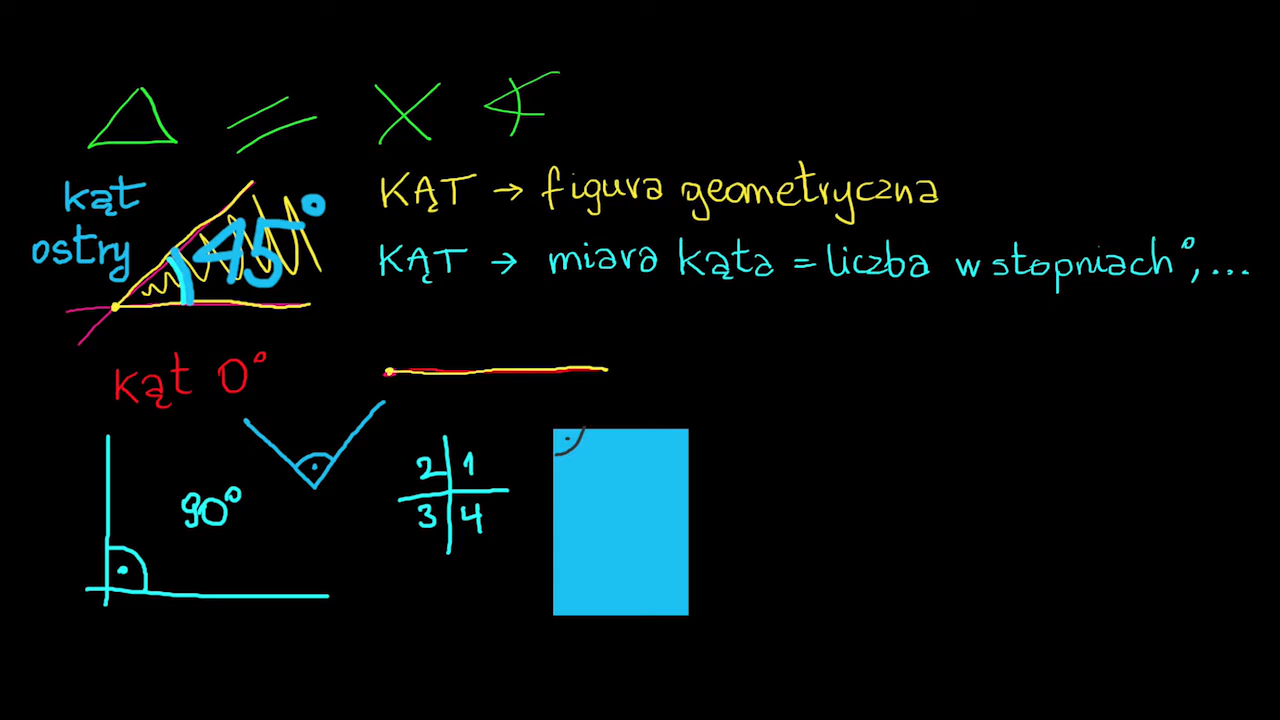 KĄT → figura geometryczna
kąt ostry
45°
KĄT → miara kąta = liczba w stopniach°, ...
kąt 0°
90°
2 1
3 4